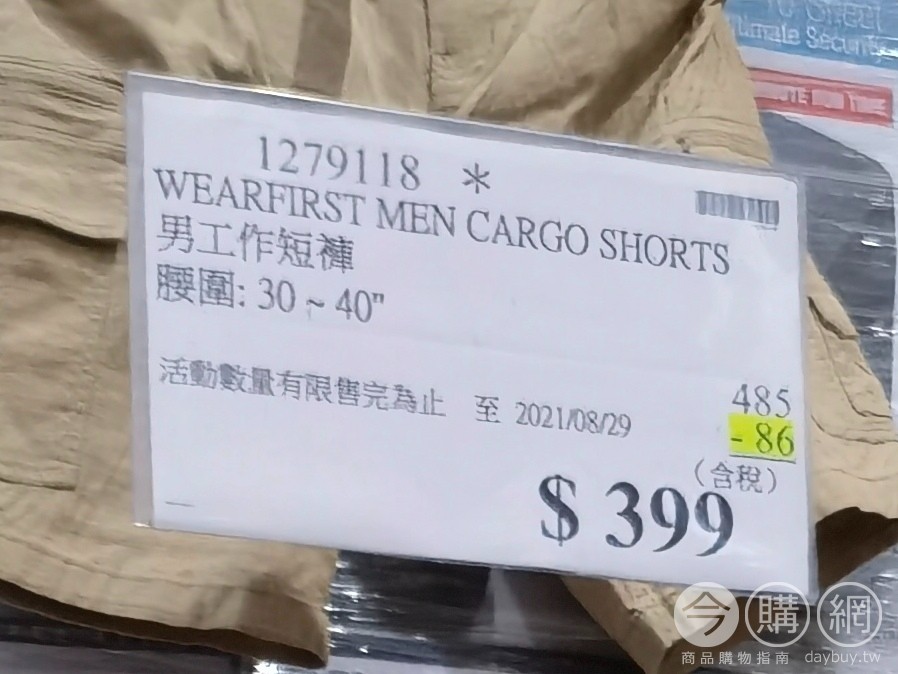 1279118 *
WEARFIRST MEN CARGO SHORTS
男工作短褲
腰圍: 30 ~ 40"
活動數量有限售完為止 至 2021/08/29
485
- 86
(含稅)
$ 399
今購網
商品購物指南 daybuy.tw